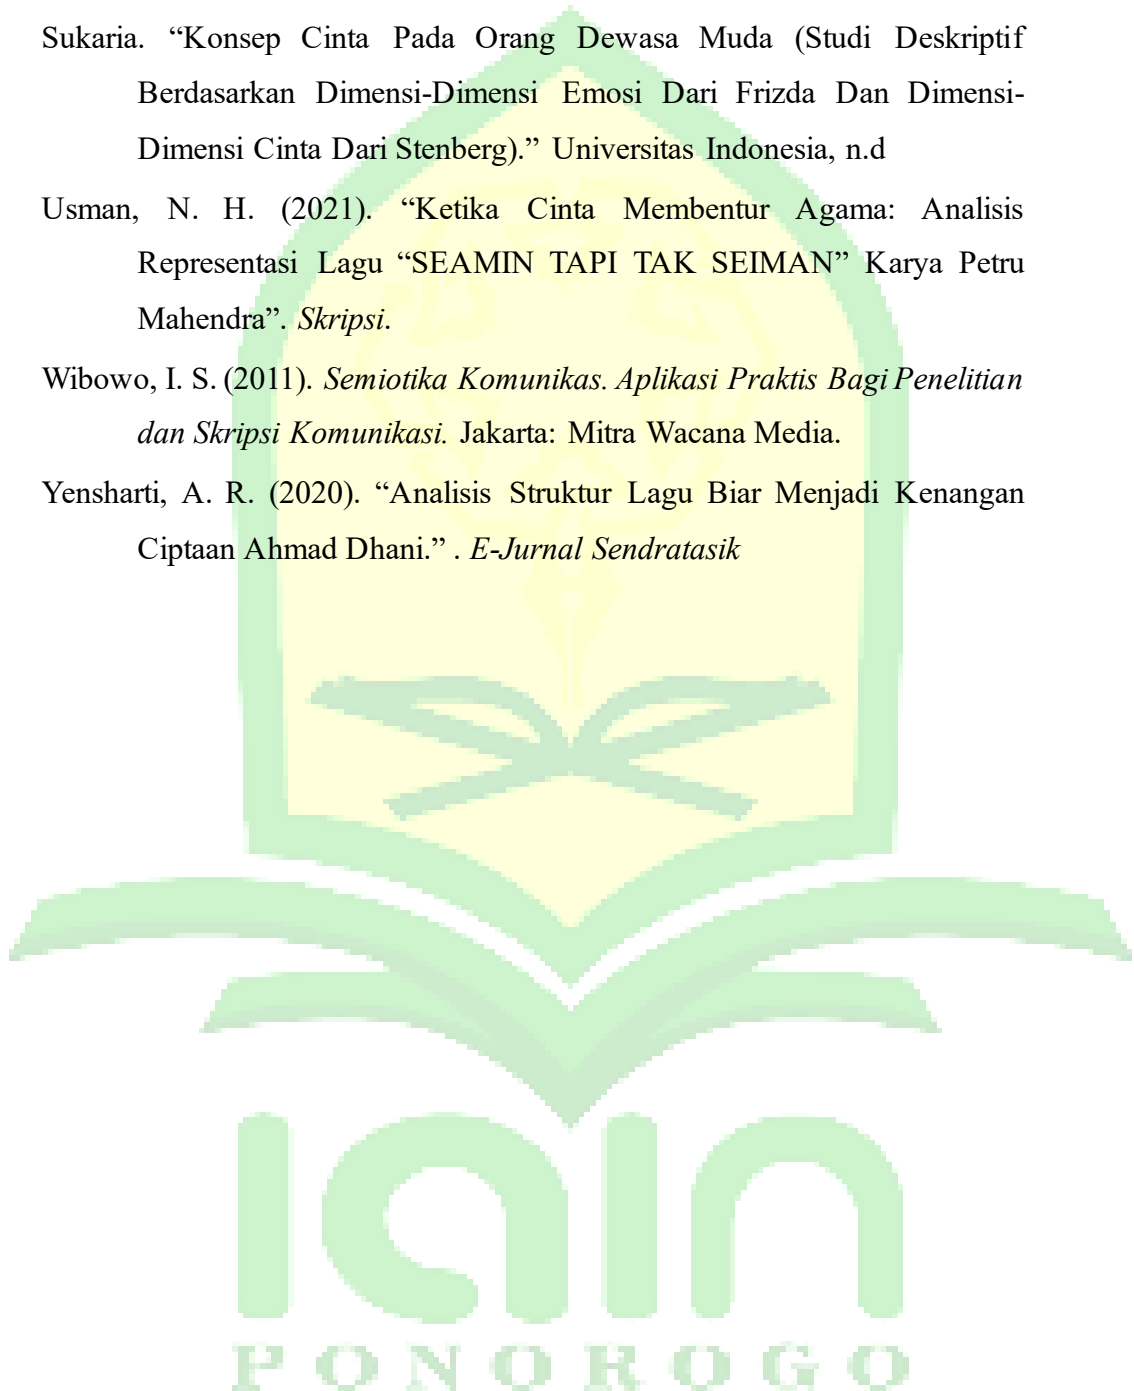 Sukaria. “Konsep Cinta Pada Orang Dewasa Muda (Studi Deskriptif
Berdasarkan Dimensi-Dimensi Emosi Dari Frizda Dan Dimensi-
Dimensi Cinta Dari Stenberg).” Universitas Indonesia, n.d
Usman, N. H. (2021). “Ketika Cinta Membentur Agama: Analisis
Representasi Lagu “SEAMIN TAPI TAK SEIMAN” Karya Petru
Mahendra”. Skripsi.
Wibowo, I. S. (2011). Semiotika Komunikas. Aplikasi Praktis Bagi Penelitian
dan Skripsi Komunikasi. Jakarta: Mitra Wacana Media.
Yensharti, A. R. (2020). “Analisis Struktur Lagu Biar Menjadi Kenangan
Ciptaan Ahmad Dhani.” . E-Jurnal Sendratasik
iain
PONOROGO